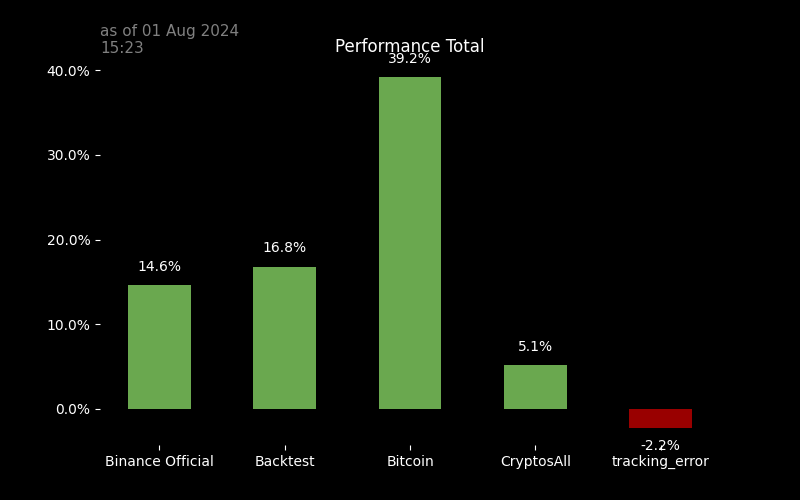 as of 01 Aug 2024
15:23
Performance Total
39.2%
40.0%
30.0%
20.0%
16.8%
14.6%
10.0%
5.1%
0.0%
-2.2%
Binance Official
Backtest
Bitcoin
CryptosAll
tracking_error